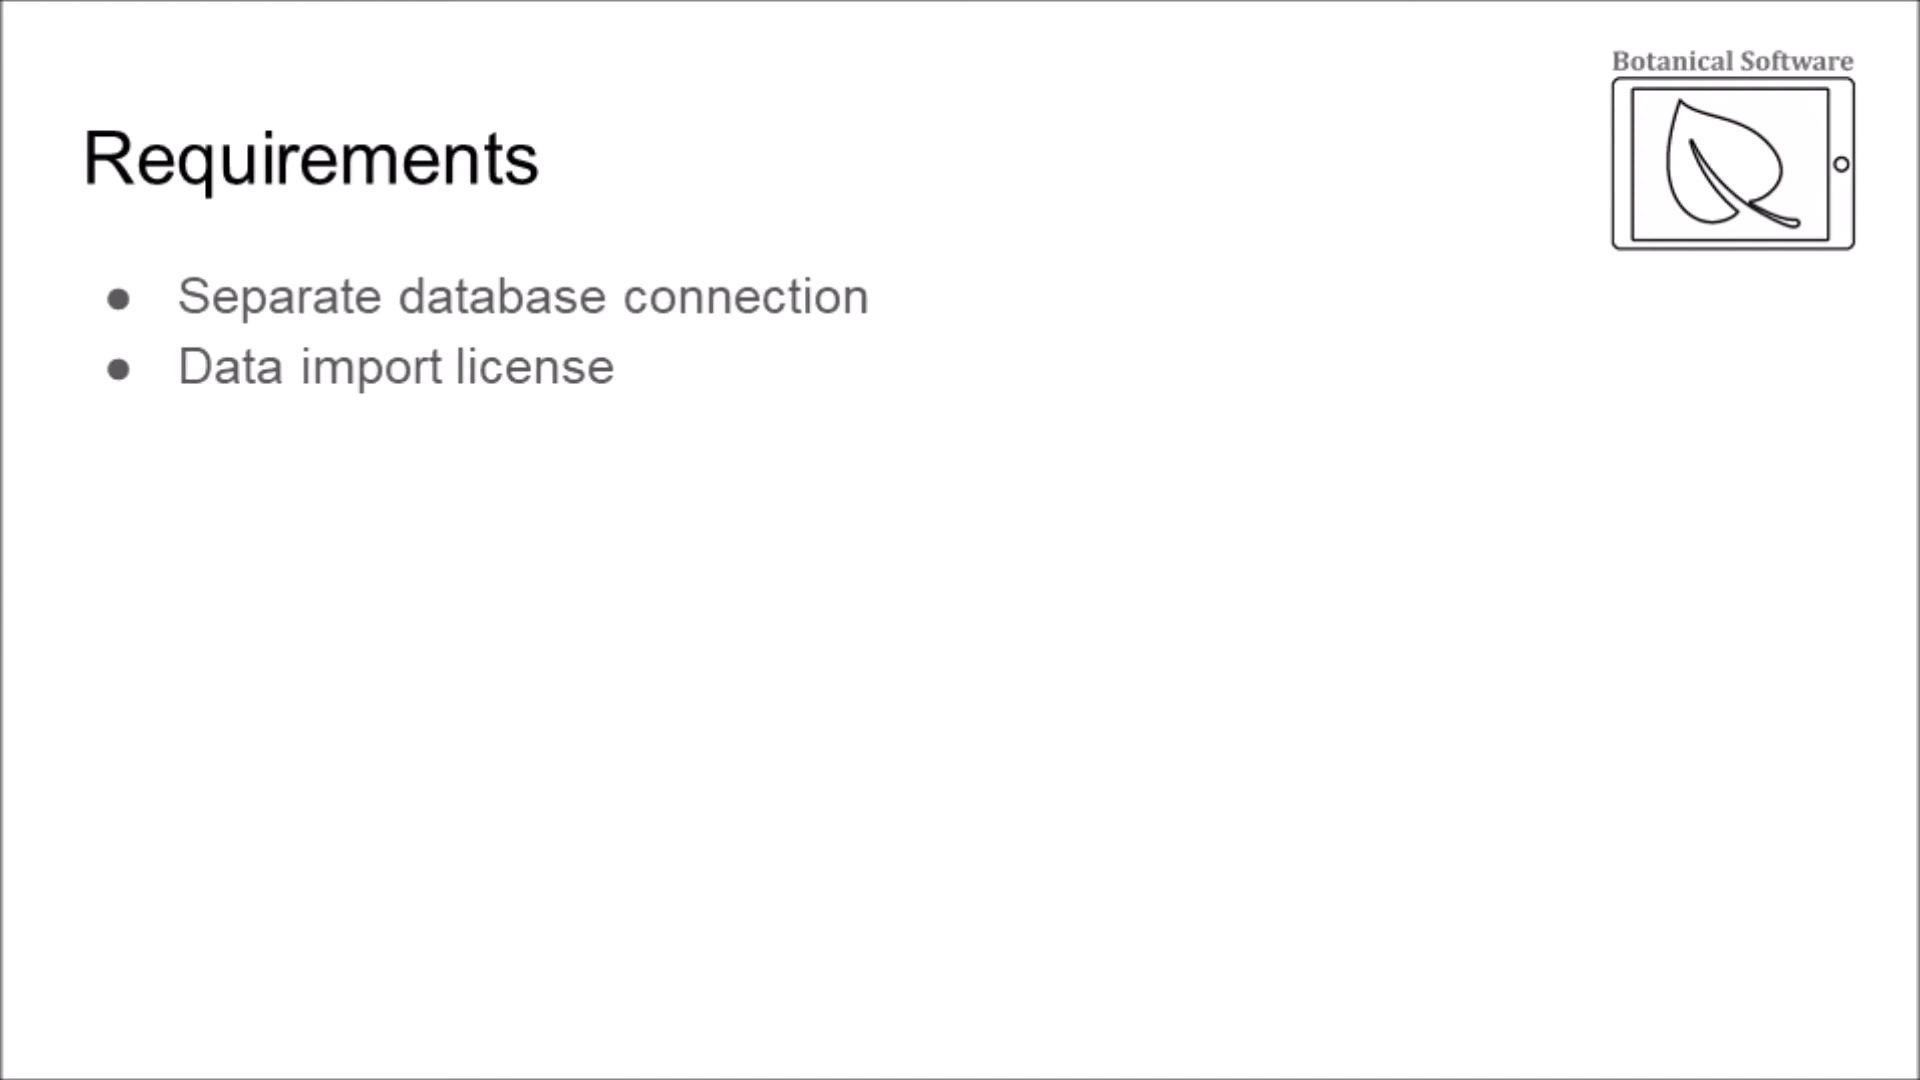 Botanical Software
Requirements
● Separate database connection
● Data import license